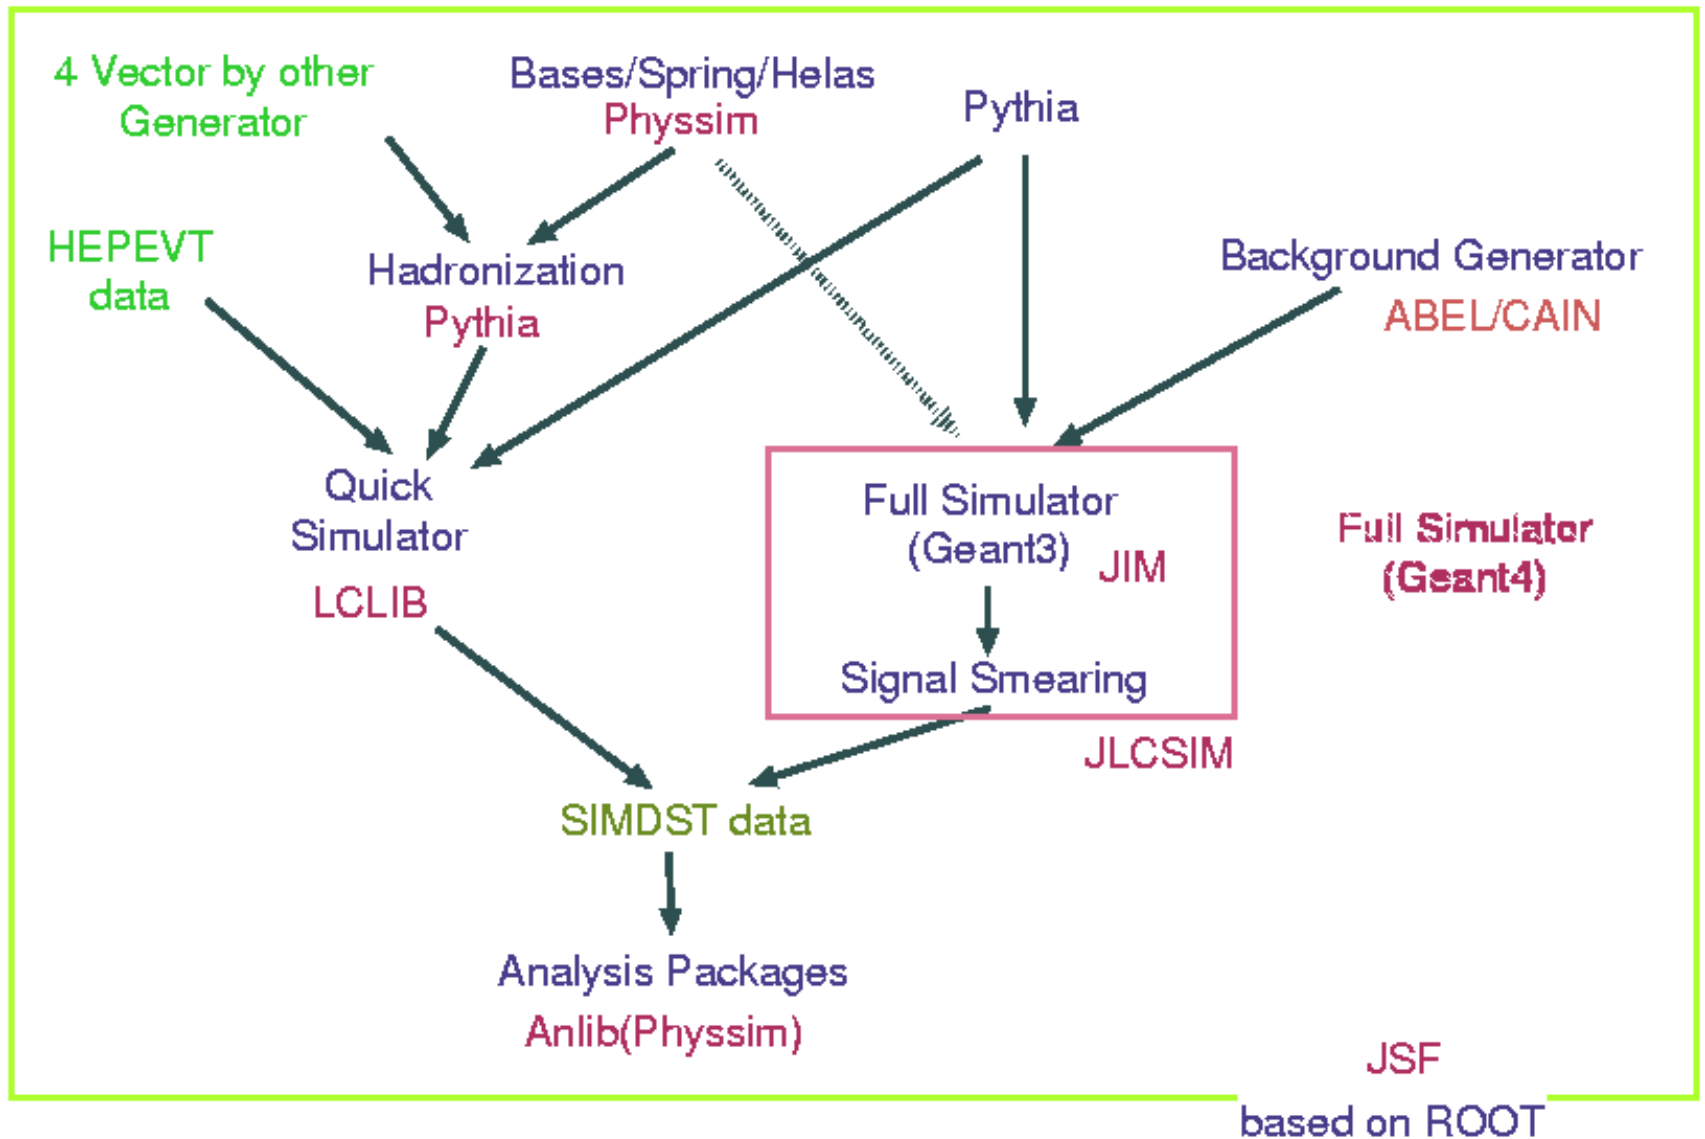 4 Vector by other
Generator
Bases/Spring/Helas
Physsim
Pythia
HEPEVT
data
Hadronization
Pythia
Background Generator
ABEL/CAIN
Quick
Simulator
LCLIB
Full Simulator
(Geant3)
JIM
Signal Smearing
JLCSIM
Full Simulator
(Geant4)
SIMDST data
Analysis Packages
Anlib(Physsim)
JSF
based on ROOT